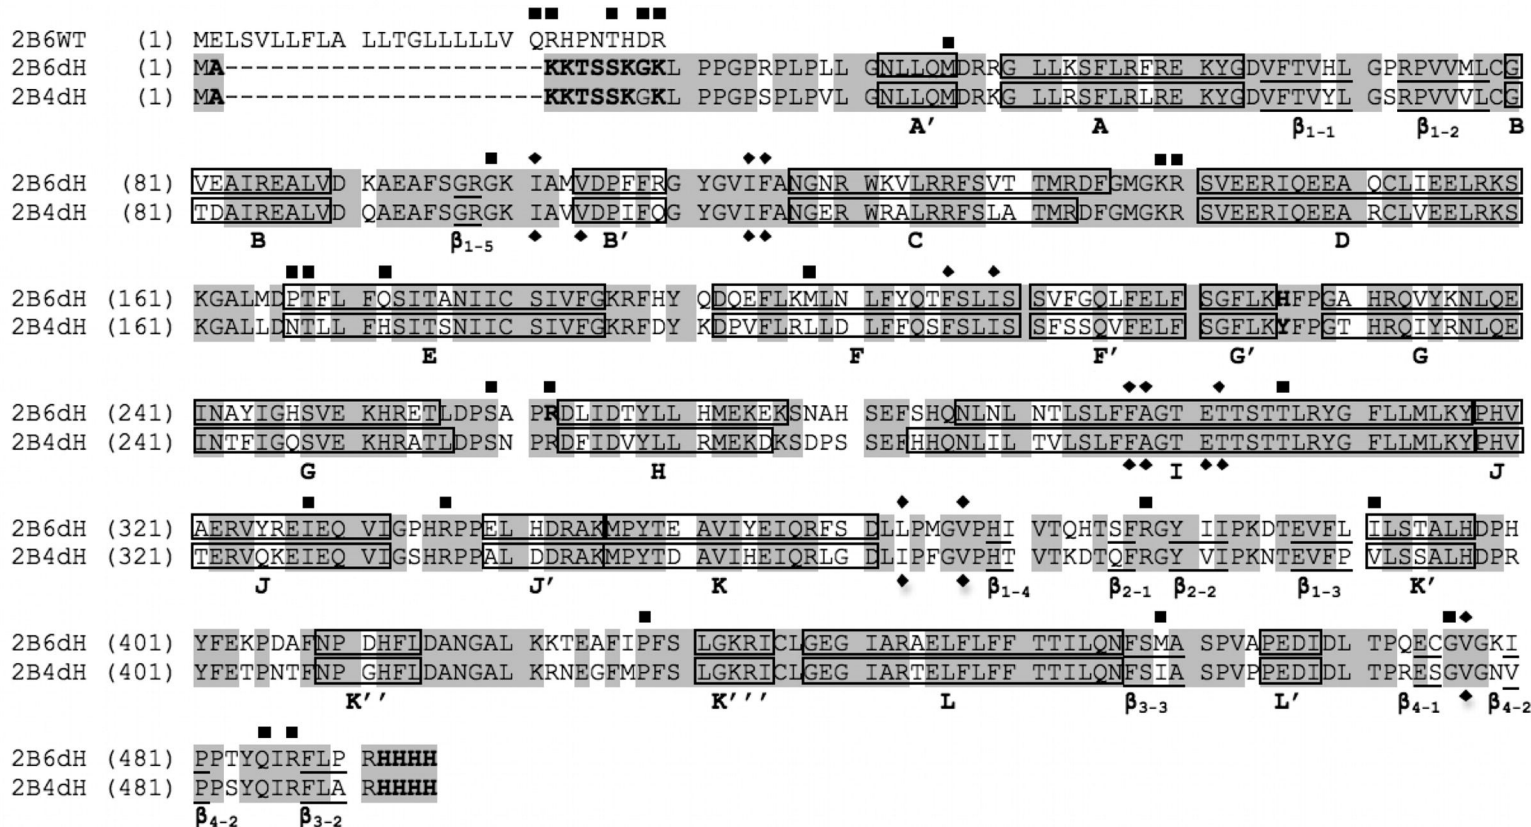 2B6WT (1) MELSVLLFLA LLTGLLLLLV QRHPNTHDR
2B6dH (1) MA--------------------KKTSSKGKL PPGPRPLPLL GNLLQMDRRG LLKSFLRFRE KYGDVFTVHL GPRPVVMLCG
2B4dH (1) MA--------------------KKTSSKGKL PPGPSPLPVL GNLLQMDRKG LLRSFLRLRE KYGDVFTVYL GSRPVVVLCG
A′ A β1-1 β1-2 B
2B6dH (81) VEAIREALVD KAEAFSGRGK IAMVDPFFRG YGVIFANGNR WKVLRRFSVT TMRDFGMGKR SVEERIQEEA QCLIEELRKS
2B4dH (81) TDAIREALVD QAEAFSGRGK IAVVDPIFQG YGVIFANGER WRALRRFSLA TMRDFGMGKR SVEERIQEEA RCLVEELRKS
B β1-5 B′ C D
2B6dH (161) KGALMDPTFL FQSITANIIC SIVFGKRFHY QDQEFLKMLN LFYQTFSLIS SVFGQLFELF SGFLKHFPGA HRQVYKNLQE
2B4dH (161) KGALLDNTLL FHSITSNIIC SIVFGKRFDY KDPVFLRLLD LFFQSFSLIS SFSSQVFELF SGFLKYFPGT HRQIYRNLQE
E F F′ G′ G
2B6dH (241) INAYIGHSVE KHRETLDPSA PRDLIDTYLL HMEKEKSNAH SEFSHQNLNL NTLSLFFAGT ETTSTTLRYG FLLMLKYPHV
2B4dH (241) INTFIGQSVE KHRATLDPSN PRDFIDVYLL RMEKDKSDPS SEFHHQNLIL TVLSLFFAGT ETTSTTLRYG FLLMLKYPHV
G H I J
2B6dH (321) AERVYREIEQ VIGPHRPPEL HDRAKMPYTE AVIYEIQRFS DLLPMGVPHI VTQHTSFRGY IIPKDTEVFL ILSTALHDPH
2B4dH (321) TERVQKEIEQ VIGSHRPPAL DDRAKMPYTD AVIHEIQRLG DLIPFGVPHT VTKDTQFRGY VIPKNTEVFP VLSSALHDPR
J J′ K β1-4 β2-1 β2-2 β1-3 K′
2B6dH (401) YFEKPDAFNP DHFLDANGAL KKTEAFIPFS LGKRICLGEG IARAELFLFF TTILQNFSMA SPVAPEDIDL TPQECGVGKI
2B4dH (401) YFETPNTFNP GHFLDANGAL KRNEGFMPFS LGKRICLGEG IARTELFLFF TTILQNFSIA SPVPPEDIDL TPRESGVGNV
K′′ K′′′ L β3-3 L′ β4-1 β4-2
2B6dH (481) PPTYQIRFLP RHHHH
2B4dH (481) PPSYQIRFLA RHHHH
β4-2 β3-2